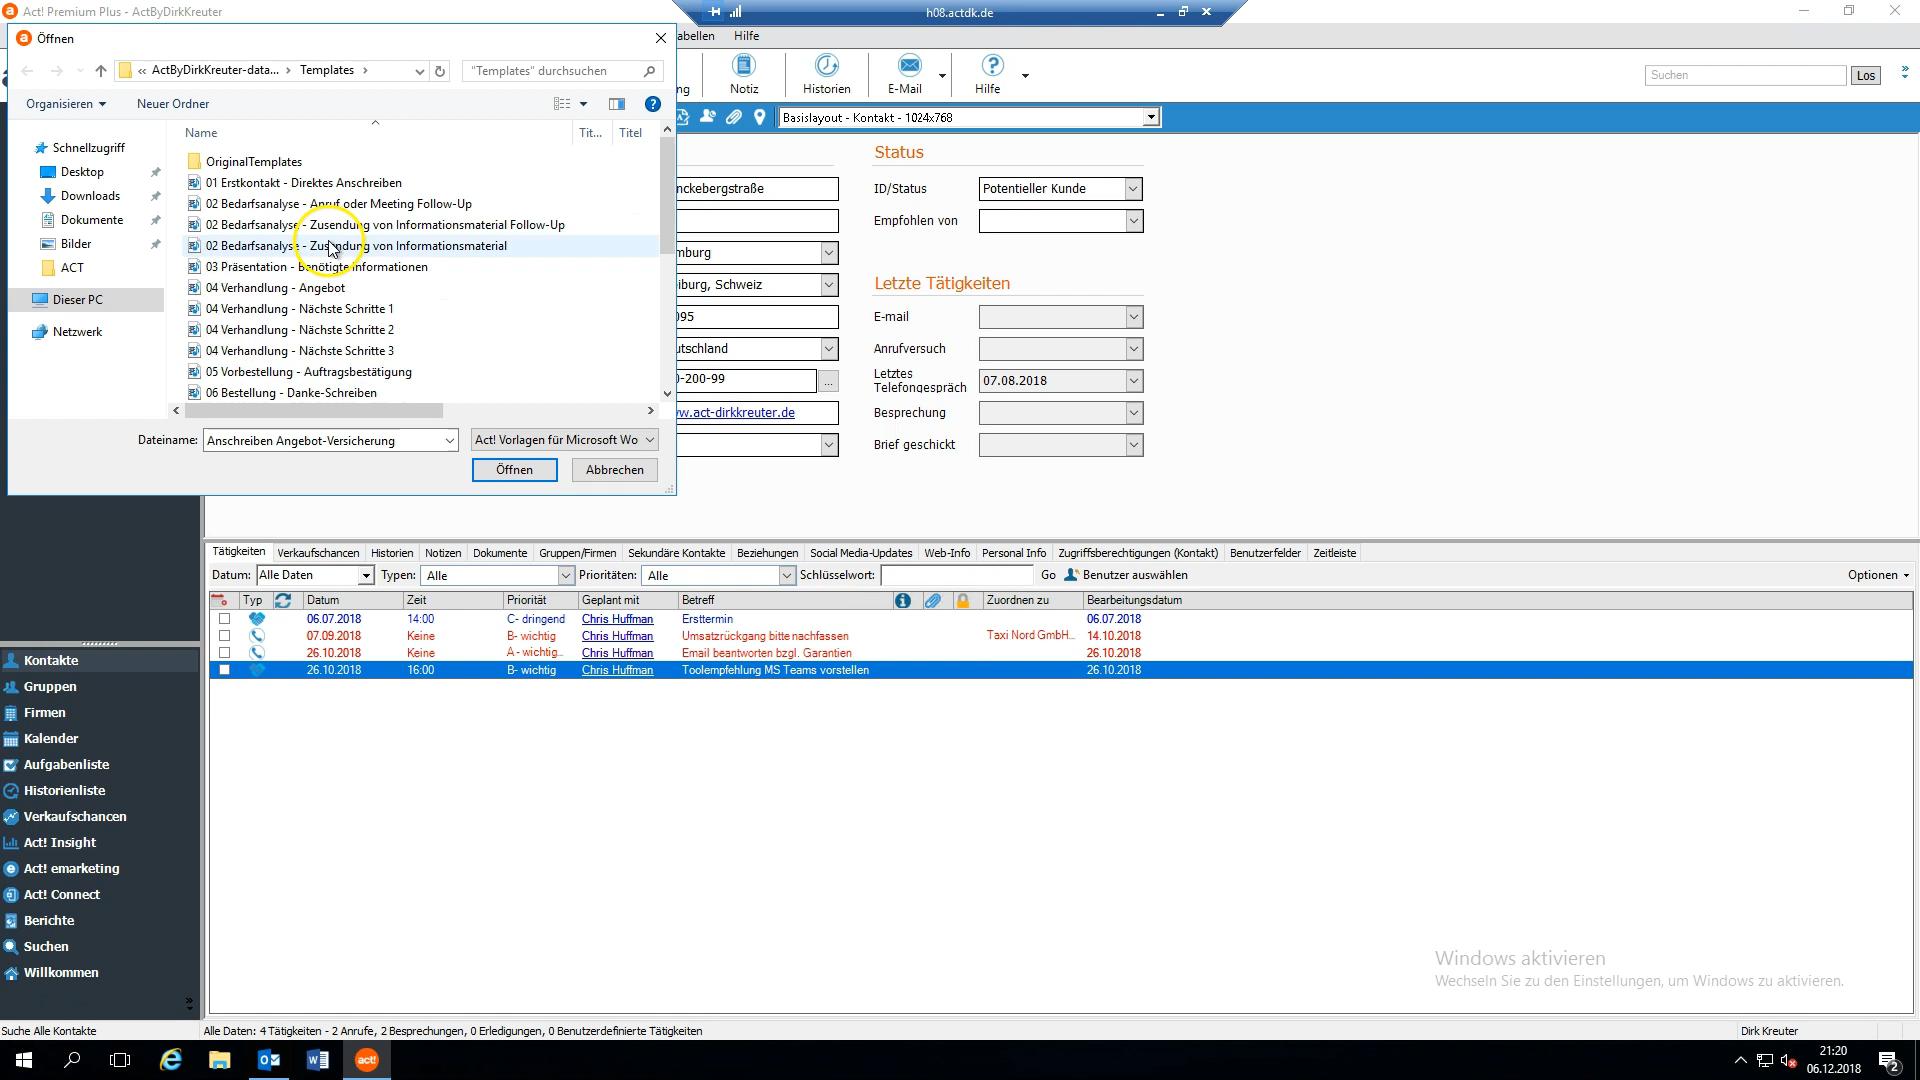 Act! Premium Plus - ActByDirkKreuter
h08.actdk.de
Öffnen
abellen Hilfe
« ActByDirkKreuter-data... › Templates ›
"Templates" durchsuchen
ng
Notiz
Historien
E-Mail
Hilfe
Suchen
Los
Organisieren
Neuer Ordner
Basislayout - Kontakt - 1024x768
Name
Tit...
Titel
Schnellzugriff
Desktop
Downloads
Dokumente
Bilder
ACT
Dieser PC
Netzwerk
OriginalTemplates
01 Erstkontakt - Direktes Anschreiben
02 Bedarfsanalyse - Anruf oder Meeting Follow-Up
02 Bedarfsanalyse - Zusendung von Informationsmaterial Follow-Up
02 Bedarfsanalyse - Zusendung von Informationsmaterial
03 Präsentation - Benötigte Informationen
04 Verhandlung - Angebot
04 Verhandlung - Nächste Schritte 1
04 Verhandlung - Nächste Schritte 2
04 Verhandlung - Nächste Schritte 3
05 Vorbestellung - Auftragsbestätigung
06 Bestellung - Danke-Schreiben
Dateiname:
Anschreiben Angebot-Versicherung
Act! Vorlagen für Microsoft Wo
Öffnen
Abbrechen
nckebergstraße
mburg
iburg, Schweiz
095
utschland
0-200-99
...
w.act-dirkkreuter.de
Status
ID/Status
Potentieller Kunde
Empfohlen von
Letzte Tätigkeiten
E-mail
Anrufversuch
Letztes
Telefongespräch
07.08.2018
Besprechung
Brief geschickt
Tätigkeiten Verkaufschancen Historien Notizen Dokumente Gruppen/Firmen Sekundäre Kontakte Beziehungen Social Media-Updates Web-Info Personal Info Zugriffsberechtigungen (Kontakt) Benutzerfelder Zeitleiste
Datum: Alle Daten Typen: Alle Prioritäten: Alle Schlüsselwort: Go Benutzer auswählen Optionen
Typ Datum Zeit Priorität Geplant mit Betreff Zuordnen zu Bearbeitungsdatum
06.07.2018 14:00 C- dringend Chris Huffman Ersttermin 06.07.2018
07.09.2018 Keine B- wichtig Chris Huffman Umsatzrückgang bitte nachfassen Taxi Nord GmbH... 14.10.2018
26.10.2018 Keine A - wichtig... Chris Huffman Email beantworten bzgl. Garantien 26.10.2018
26.10.2018 16:00 B- wichtig Chris Huffman Toolempfehlung MS Teams vorstellen 26.10.2018
Kontakte
Gruppen
Firmen
Kalender
Aufgabenliste
Historienliste
Verkaufschancen
Act! Insight
Act! emarketing
Act! Connect
Berichte
Suchen
Willkommen
Windows aktivieren
Wechseln Sie zu den Einstellungen, um Windows zu aktivieren.
Suche Alle Kontakte
Alle Daten: 4 Tätigkeiten - 2 Anrufe, 2 Besprechungen, 0 Erledigungen, 0 Benutzerdefinierte Tätigkeiten
Dirk Kreuter
act!
21:20
06.12.2018
2